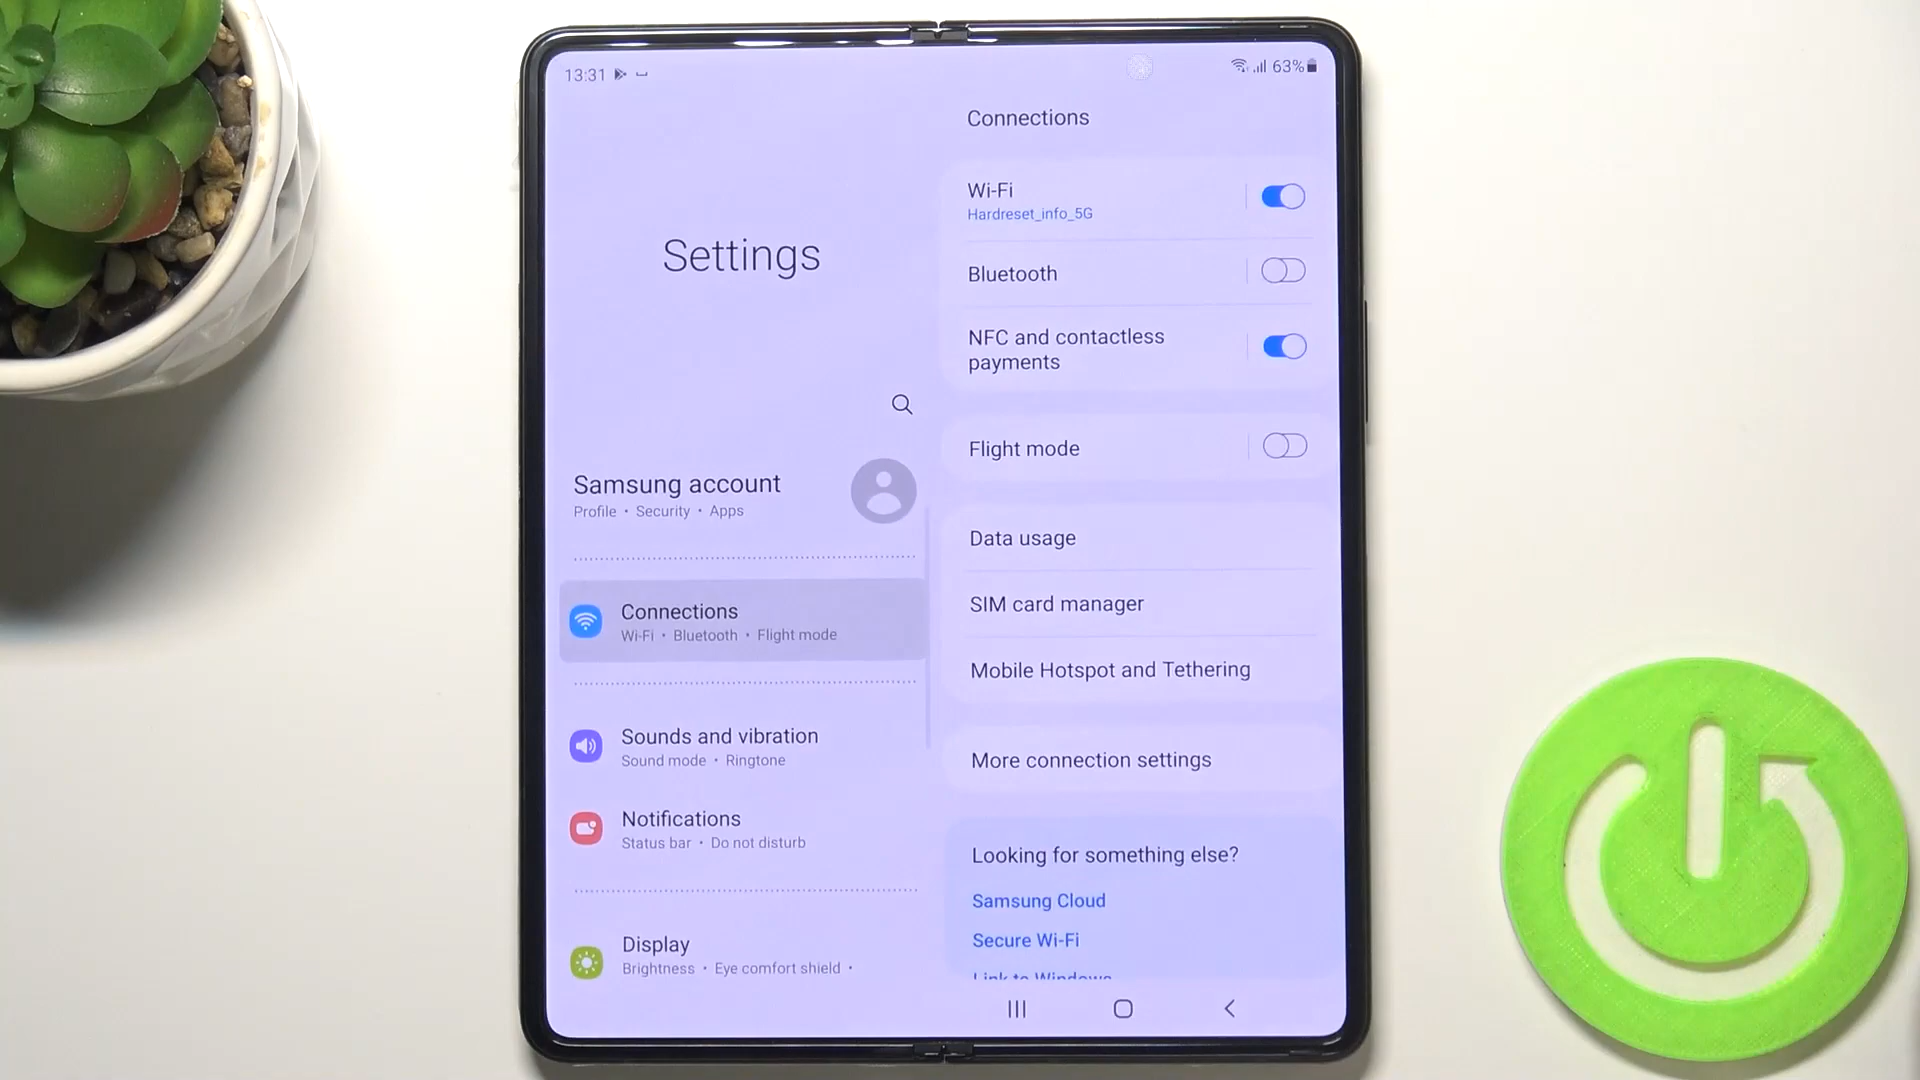 13:31
63%
Settings
Samsung account
Profile • Security • Apps
Connections
Wi-Fi • Bluetooth • Flight mode
Sounds and vibration
Sound mode • Ringtone
Notifications
Status bar • Do not disturb
Display
Brightness • Eye comfort shield •
Connections
Wi-Fi
Hardreset_info_5G
Bluetooth
NFC and contactless
payments
Flight mode
Data usage
SIM card manager
Mobile Hotspot and Tethering
More connection settings
Looking for something else?
Samsung Cloud
Secure Wi-Fi
Link to Windows